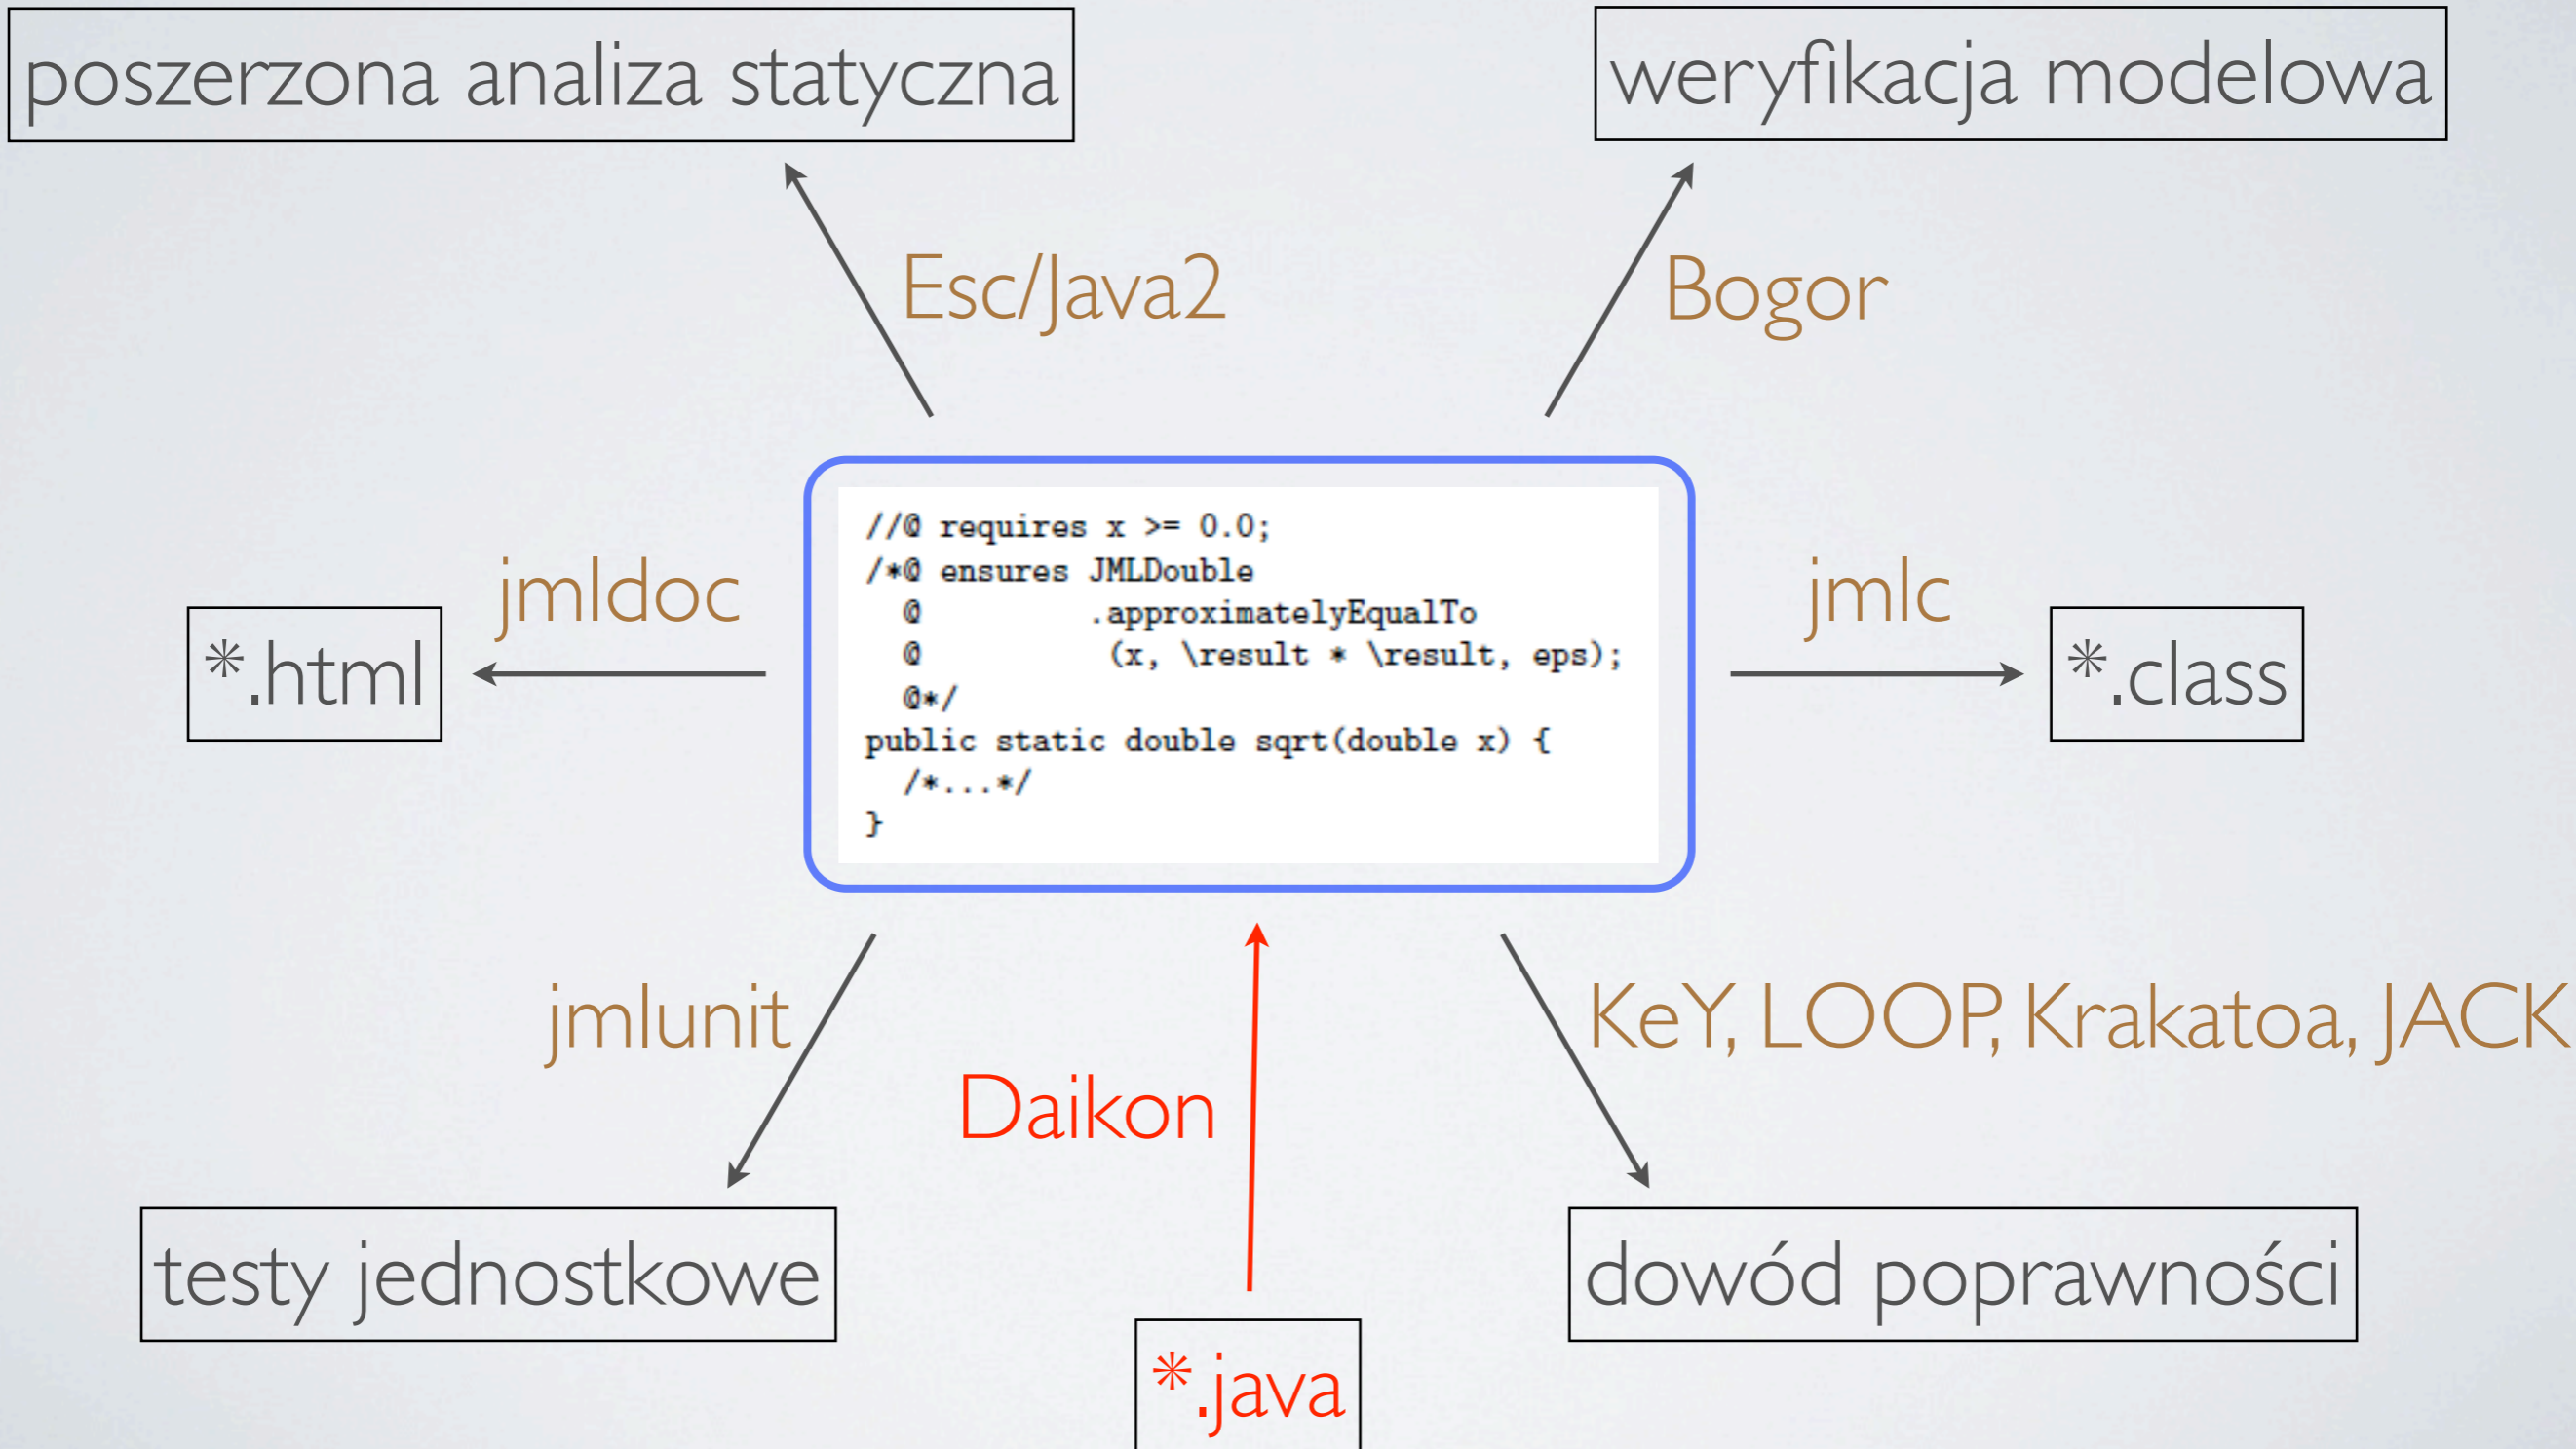 poszerzona analiza statyczna
weryfikacja modelowa
Esc/Java2
Bogor
jmldoc
*.html
//@ requires x >= 0.0;
/*@ ensures JMLDouble
@ .approximatelyEqualTo
@ (x, \result * \result, eps);
@*/
public static double sqrt(double x) {
/*...*/
}
jmlc
*.class
jmlunit
Daikon
KeY, LOOP, Krakatoa, JACK
testy jednostkowe
dowód poprawności
*.java